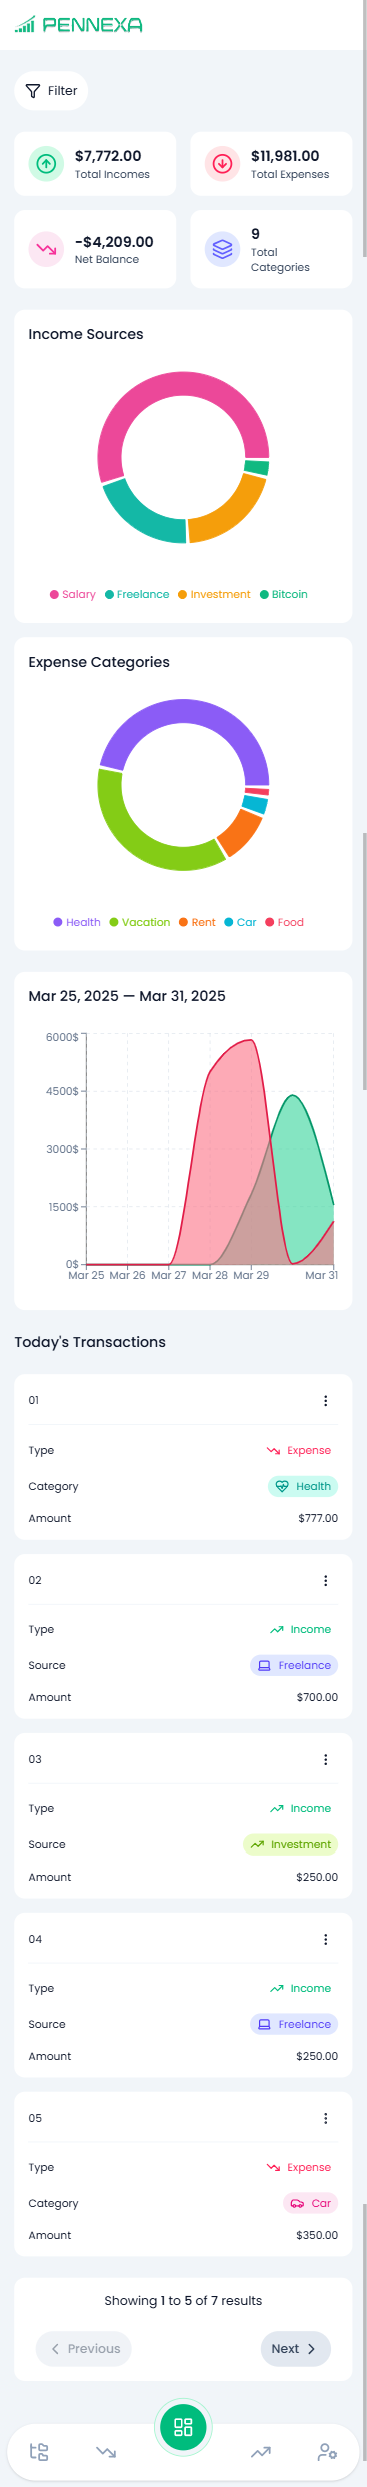 PENNEXA
Filter
$7,772.00
Total Incomes
$11,981.00
Total Expenses
-$4,209.00
Net Balance
9
Total
Categories
Income Sources
Salary Freelance Investment Bitcoin
Expense Categories
Health Vacation Rent Car Food
Mar 25, 2025 — Mar 31, 2025
6000$
4500$
3000$
1500$
0$
Mar 25 Mar 26 Mar 27 Mar 28 Mar 29 Mar 31
Today's Transactions
01
Type Expense
Category Health
Amount $777.00
02
Type Income
Source Freelance
Amount $700.00
03
Type Income
Source Investment
Amount $250.00
04
Type Income
Source Freelance
Amount $250.00
05
Type Expense
Category Car
Amount $350.00
Showing 1 to 5 of 7 results
Previous Next